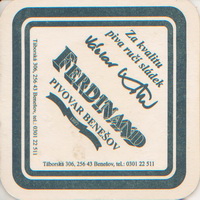 Za kvalitu
piva ručí sládek
FERDINAND
PIVOVAR BENEŠOV
Táborská 306, 256 43 Benešov, tel.: 0301 22 511
Táborská 306, 256 43 Benešov, tel.: 0301 22 511